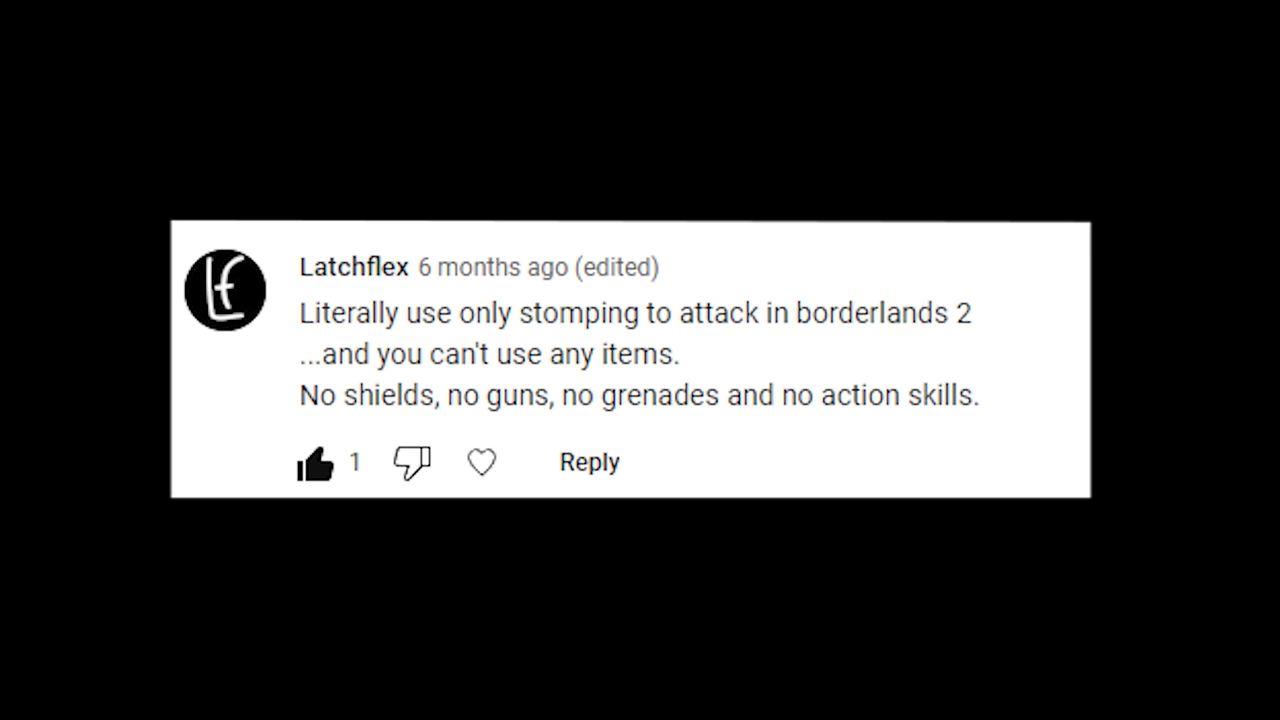 LF
Latchflex 6 months ago (edited)
Literally use only stomping to attack in borderlands 2
...and you can't use any items.
No shields, no guns, no grenades and no action skills.
1 Reply